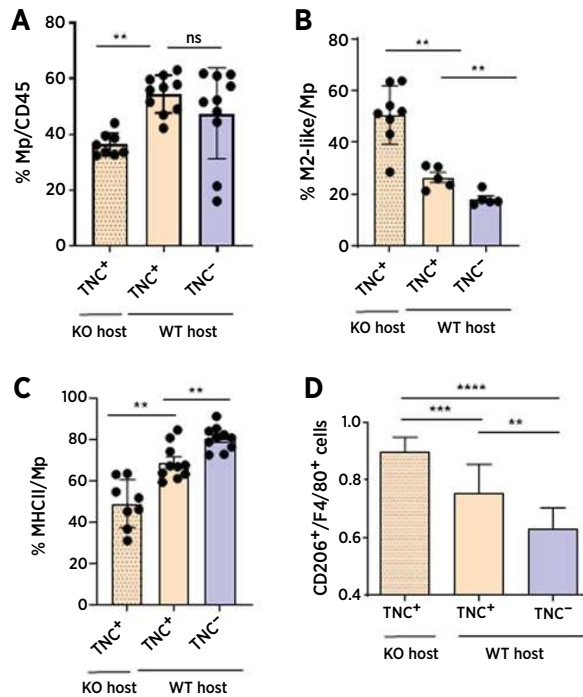 A
% Mp/CD45
80
60
40
20
0
**
ns
TNC+
TNC+
TNC−
KO host
WT host
B
% M2-like/Mp
80
60
40
20
0
**
**
TNC+
TNC+
TNC−
KO host
WT host
C
% MHCII/Mp
100
80
60
40
20
0
**
**
TNC+
TNC+
TNC−
KO host
WT host
D
CD206+/F4/80+ cells
1.0
0.8
0.6
0.4
****
***
**
TNC+
TNC+
TNC−
KO host
WT host